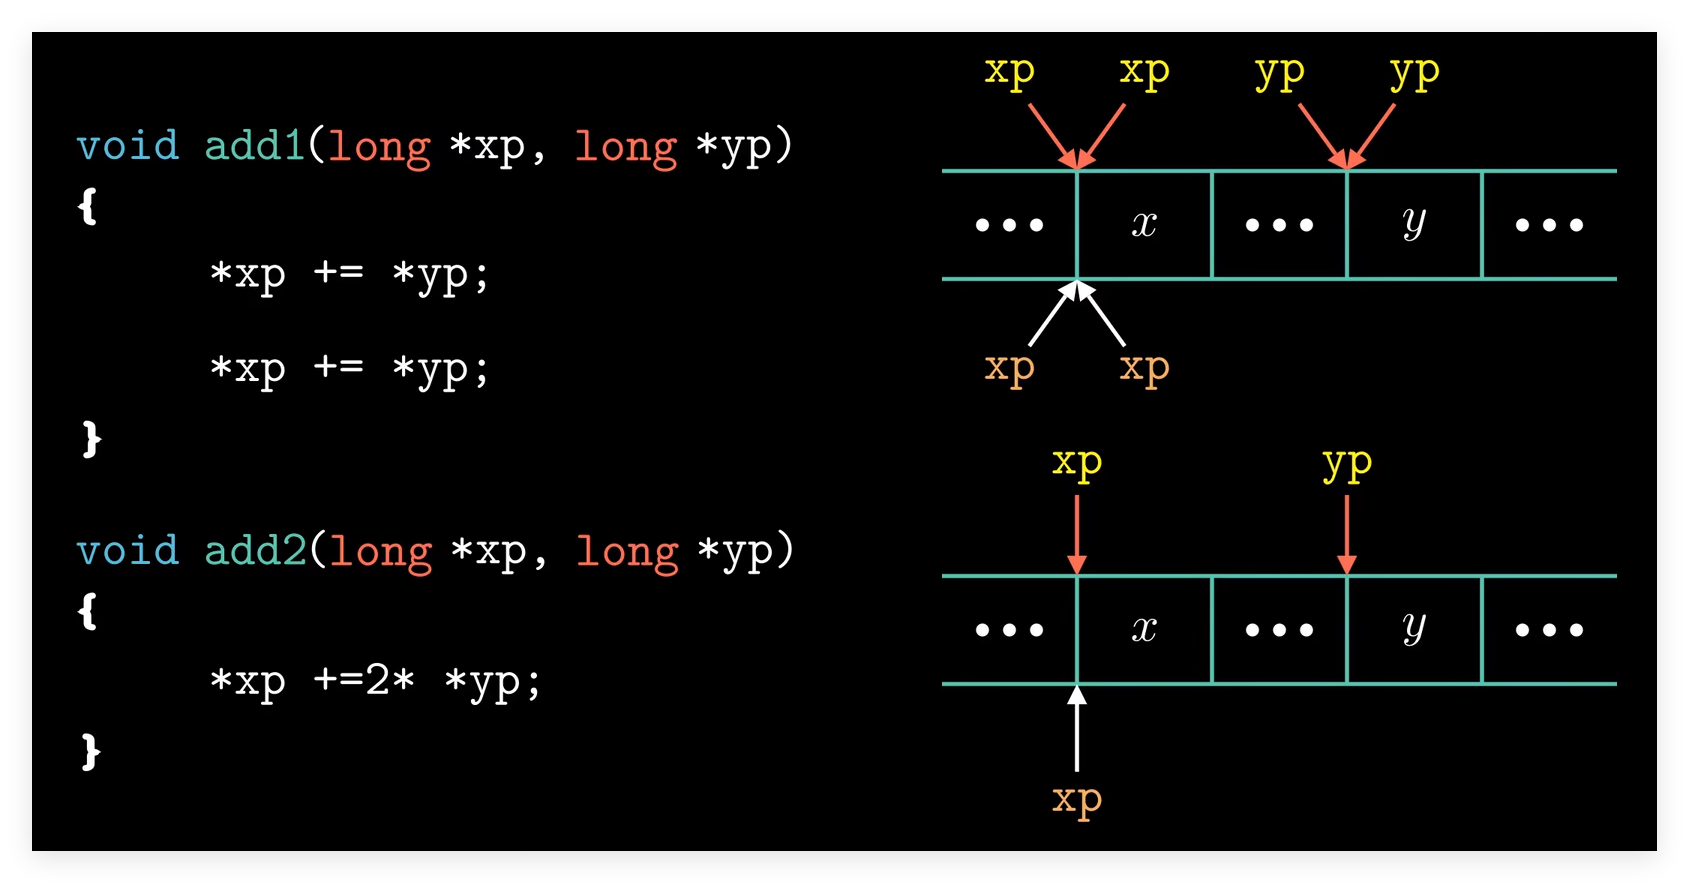 void add1(long *xp, long *yp)
{
*xp += *yp;
*xp += *yp;
}
void add2(long *xp, long *yp)
{
*xp +=2* *yp;
}
xp xp yp yp
••• x ••• y •••
xp xp
xp yp
••• x ••• y •••
xp